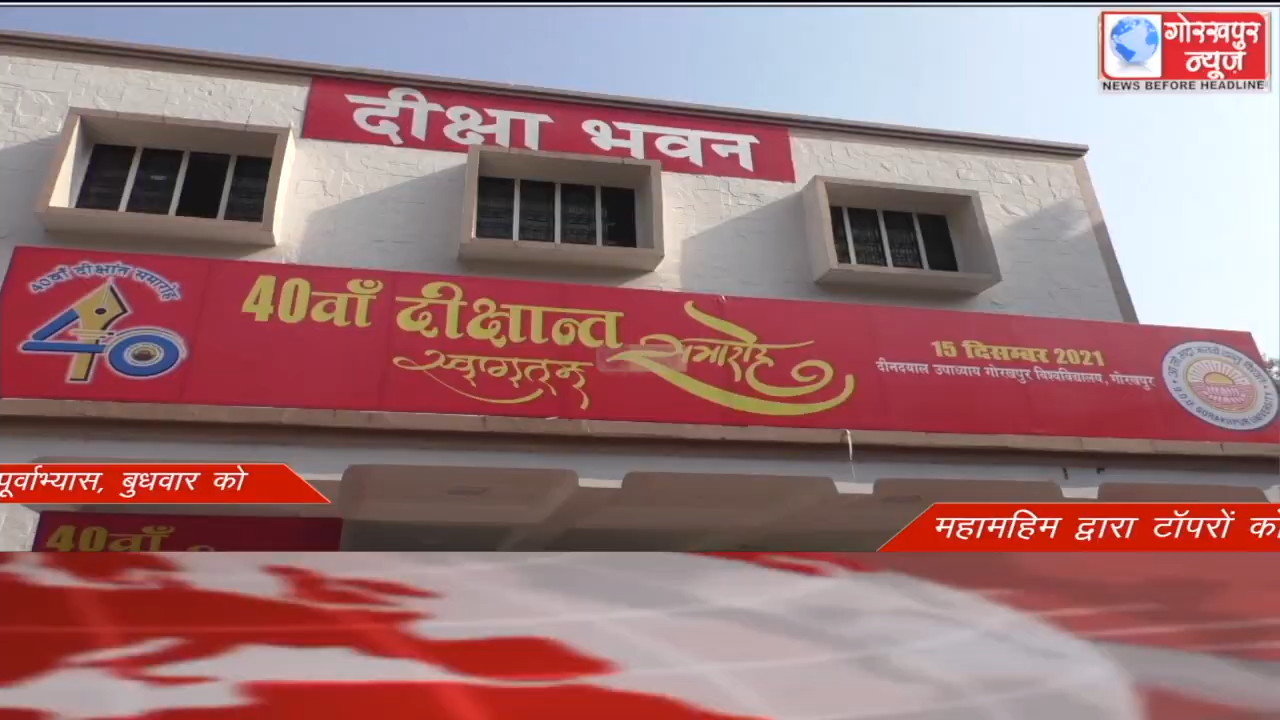 गोरखपुर
न्यूज़
NEWS BEFORE HEADLINE
दीक्षा भवन
40वाँ दीक्षांत समारोह
40
40वाँ दीक्षान्त समारोह
स्वागतम्
15 दिसम्बर 2021
दीनदयाल उपाध्याय गोरखपुर विश्वविद्यालय, गोरखपुर
पूर्वाभ्यास, बुधवार को
महामहिम द्वारा टॉपरों को
40वाँ